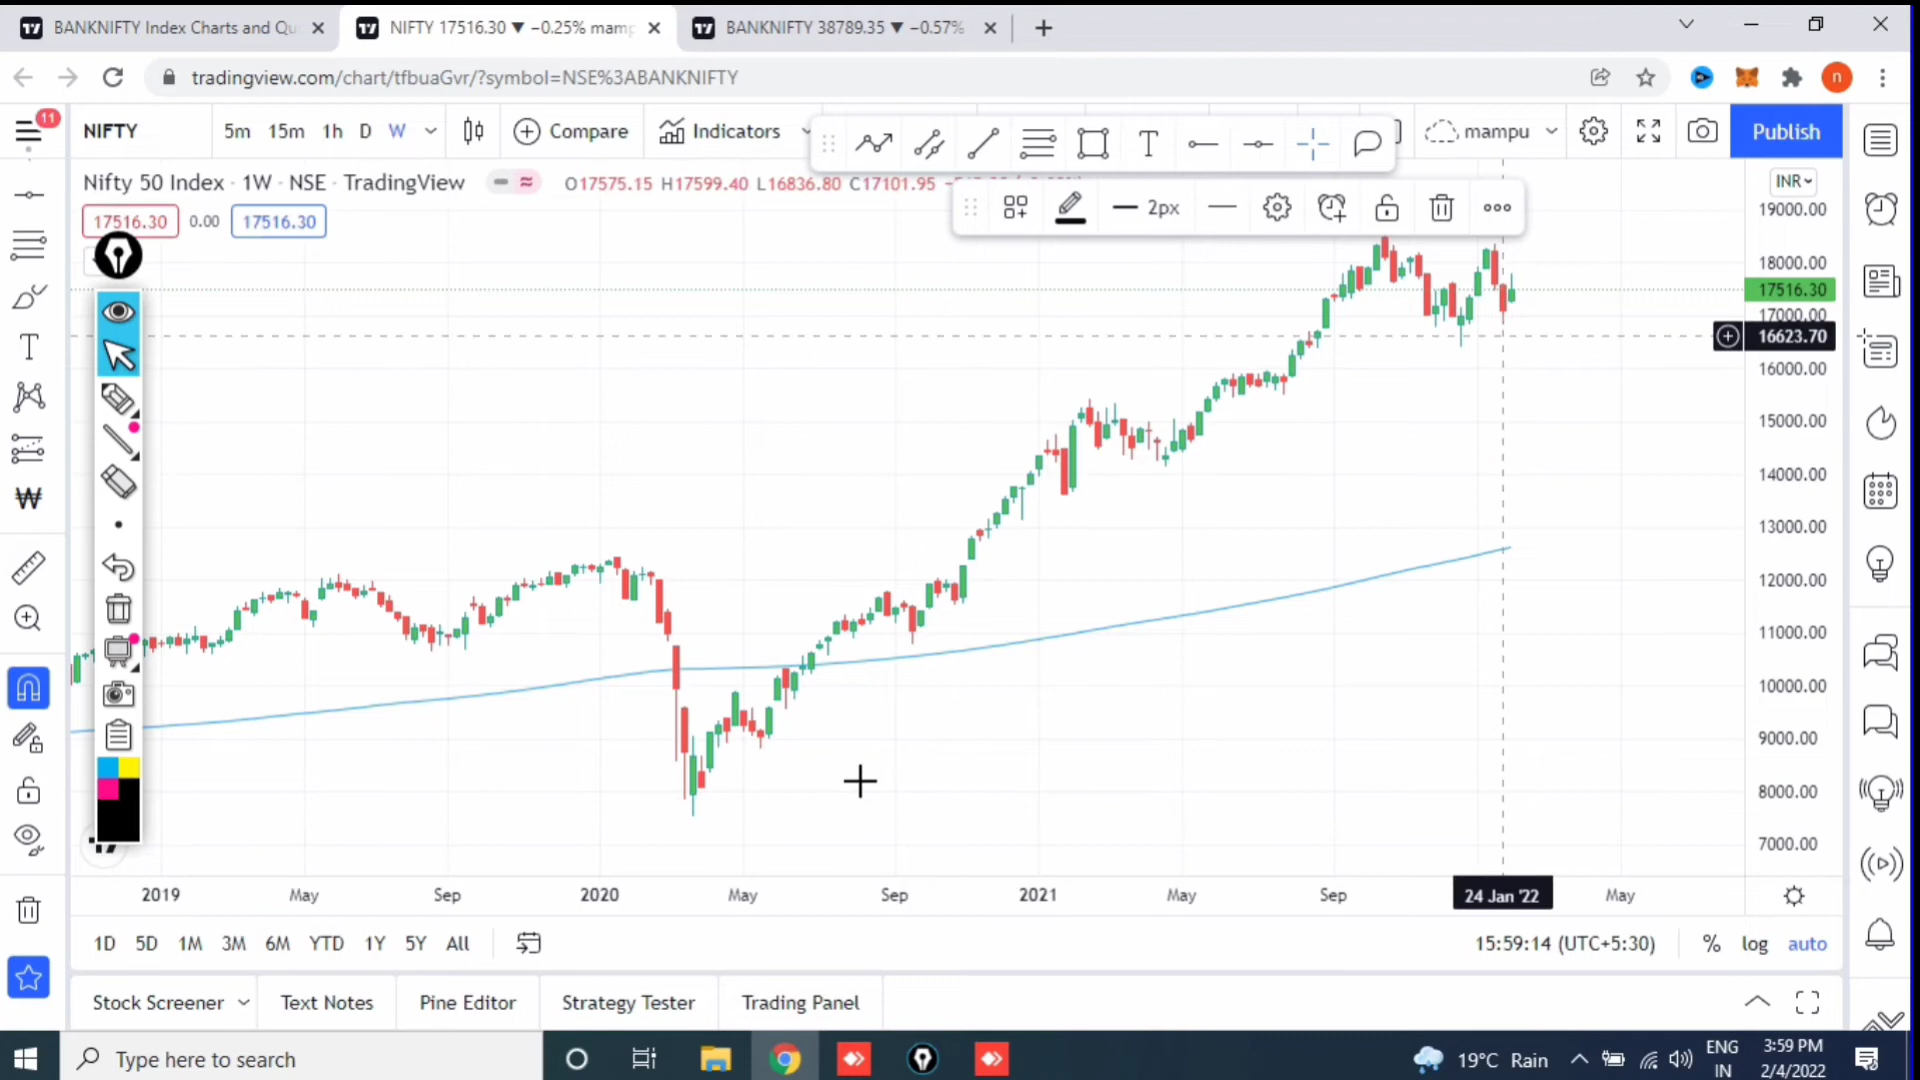 BANKNIFTY Index Charts and Qu
NIFTY 17516.30 ▼ −0.25% mamp
BANKNIFTY 38789.35 ▼ −0.57%
tradingview.com/chart/tfbuaGvr/?symbol=NSE%3ABANKNIFTY
n
11
NIFTY
5m 15m 1h D W
Compare
Indicators
mampu
Publish
Nifty 50 Index · 1W · NSE · TradingView
O17575.15 H17599.40 L16836.80 C17101.95
2px
INR
17516.30 0.00 17516.30
19000.00
18000.00
17516.30
17000.00
16623.70
16000.00
15000.00
14000.00
13000.00
12000.00
11000.00
10000.00
9000.00
8000.00
7000.00
2019 May Sep 2020 May Sep 2021 May Sep 24 Jan '22 May
1D 5D 1M 3M 6M YTD 1Y 5Y All
15:59:14 (UTC+5:30) % log auto
Stock Screener Text Notes Pine Editor Strategy Tester Trading Panel
Type here to search
19°C Rain
ENG
IN
3:59 PM
2/4/2022